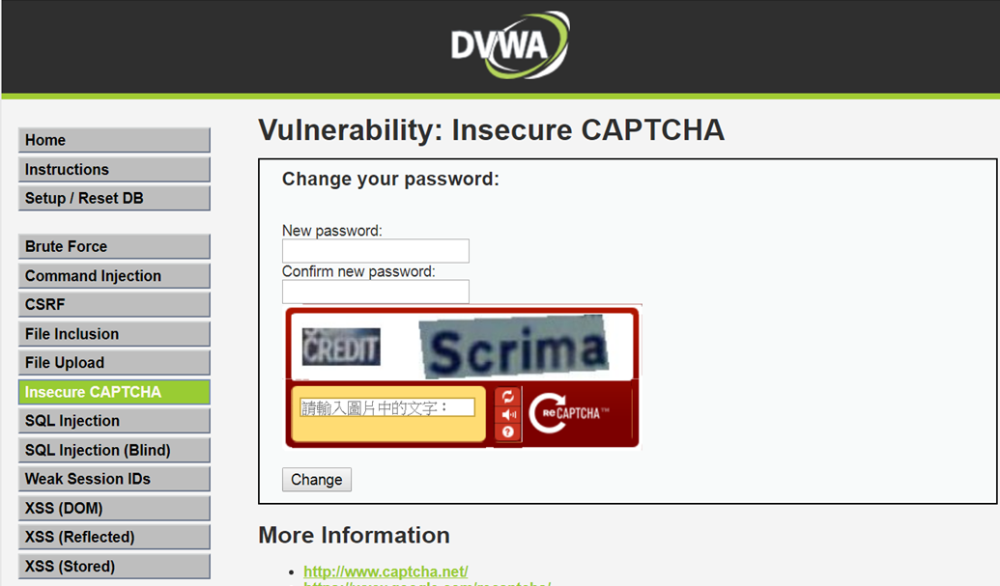 DVWA
Vulnerability: Insecure CAPTCHA
Home
Instructions
Setup / Reset DB
Brute Force
Command Injection
CSRF
File Inclusion
File Upload
Insecure CAPTCHA
SQL Injection
SQL Injection (Blind)
Weak Session IDs
XSS (DOM)
XSS (Reflected)
XSS (Stored)
Change your password:
New password:
Confirm new password:
CREDIT Scrima
請輸入圖片中的文字：
?
reCAPTCHA™
Change
More Information
http://www.captcha.net/